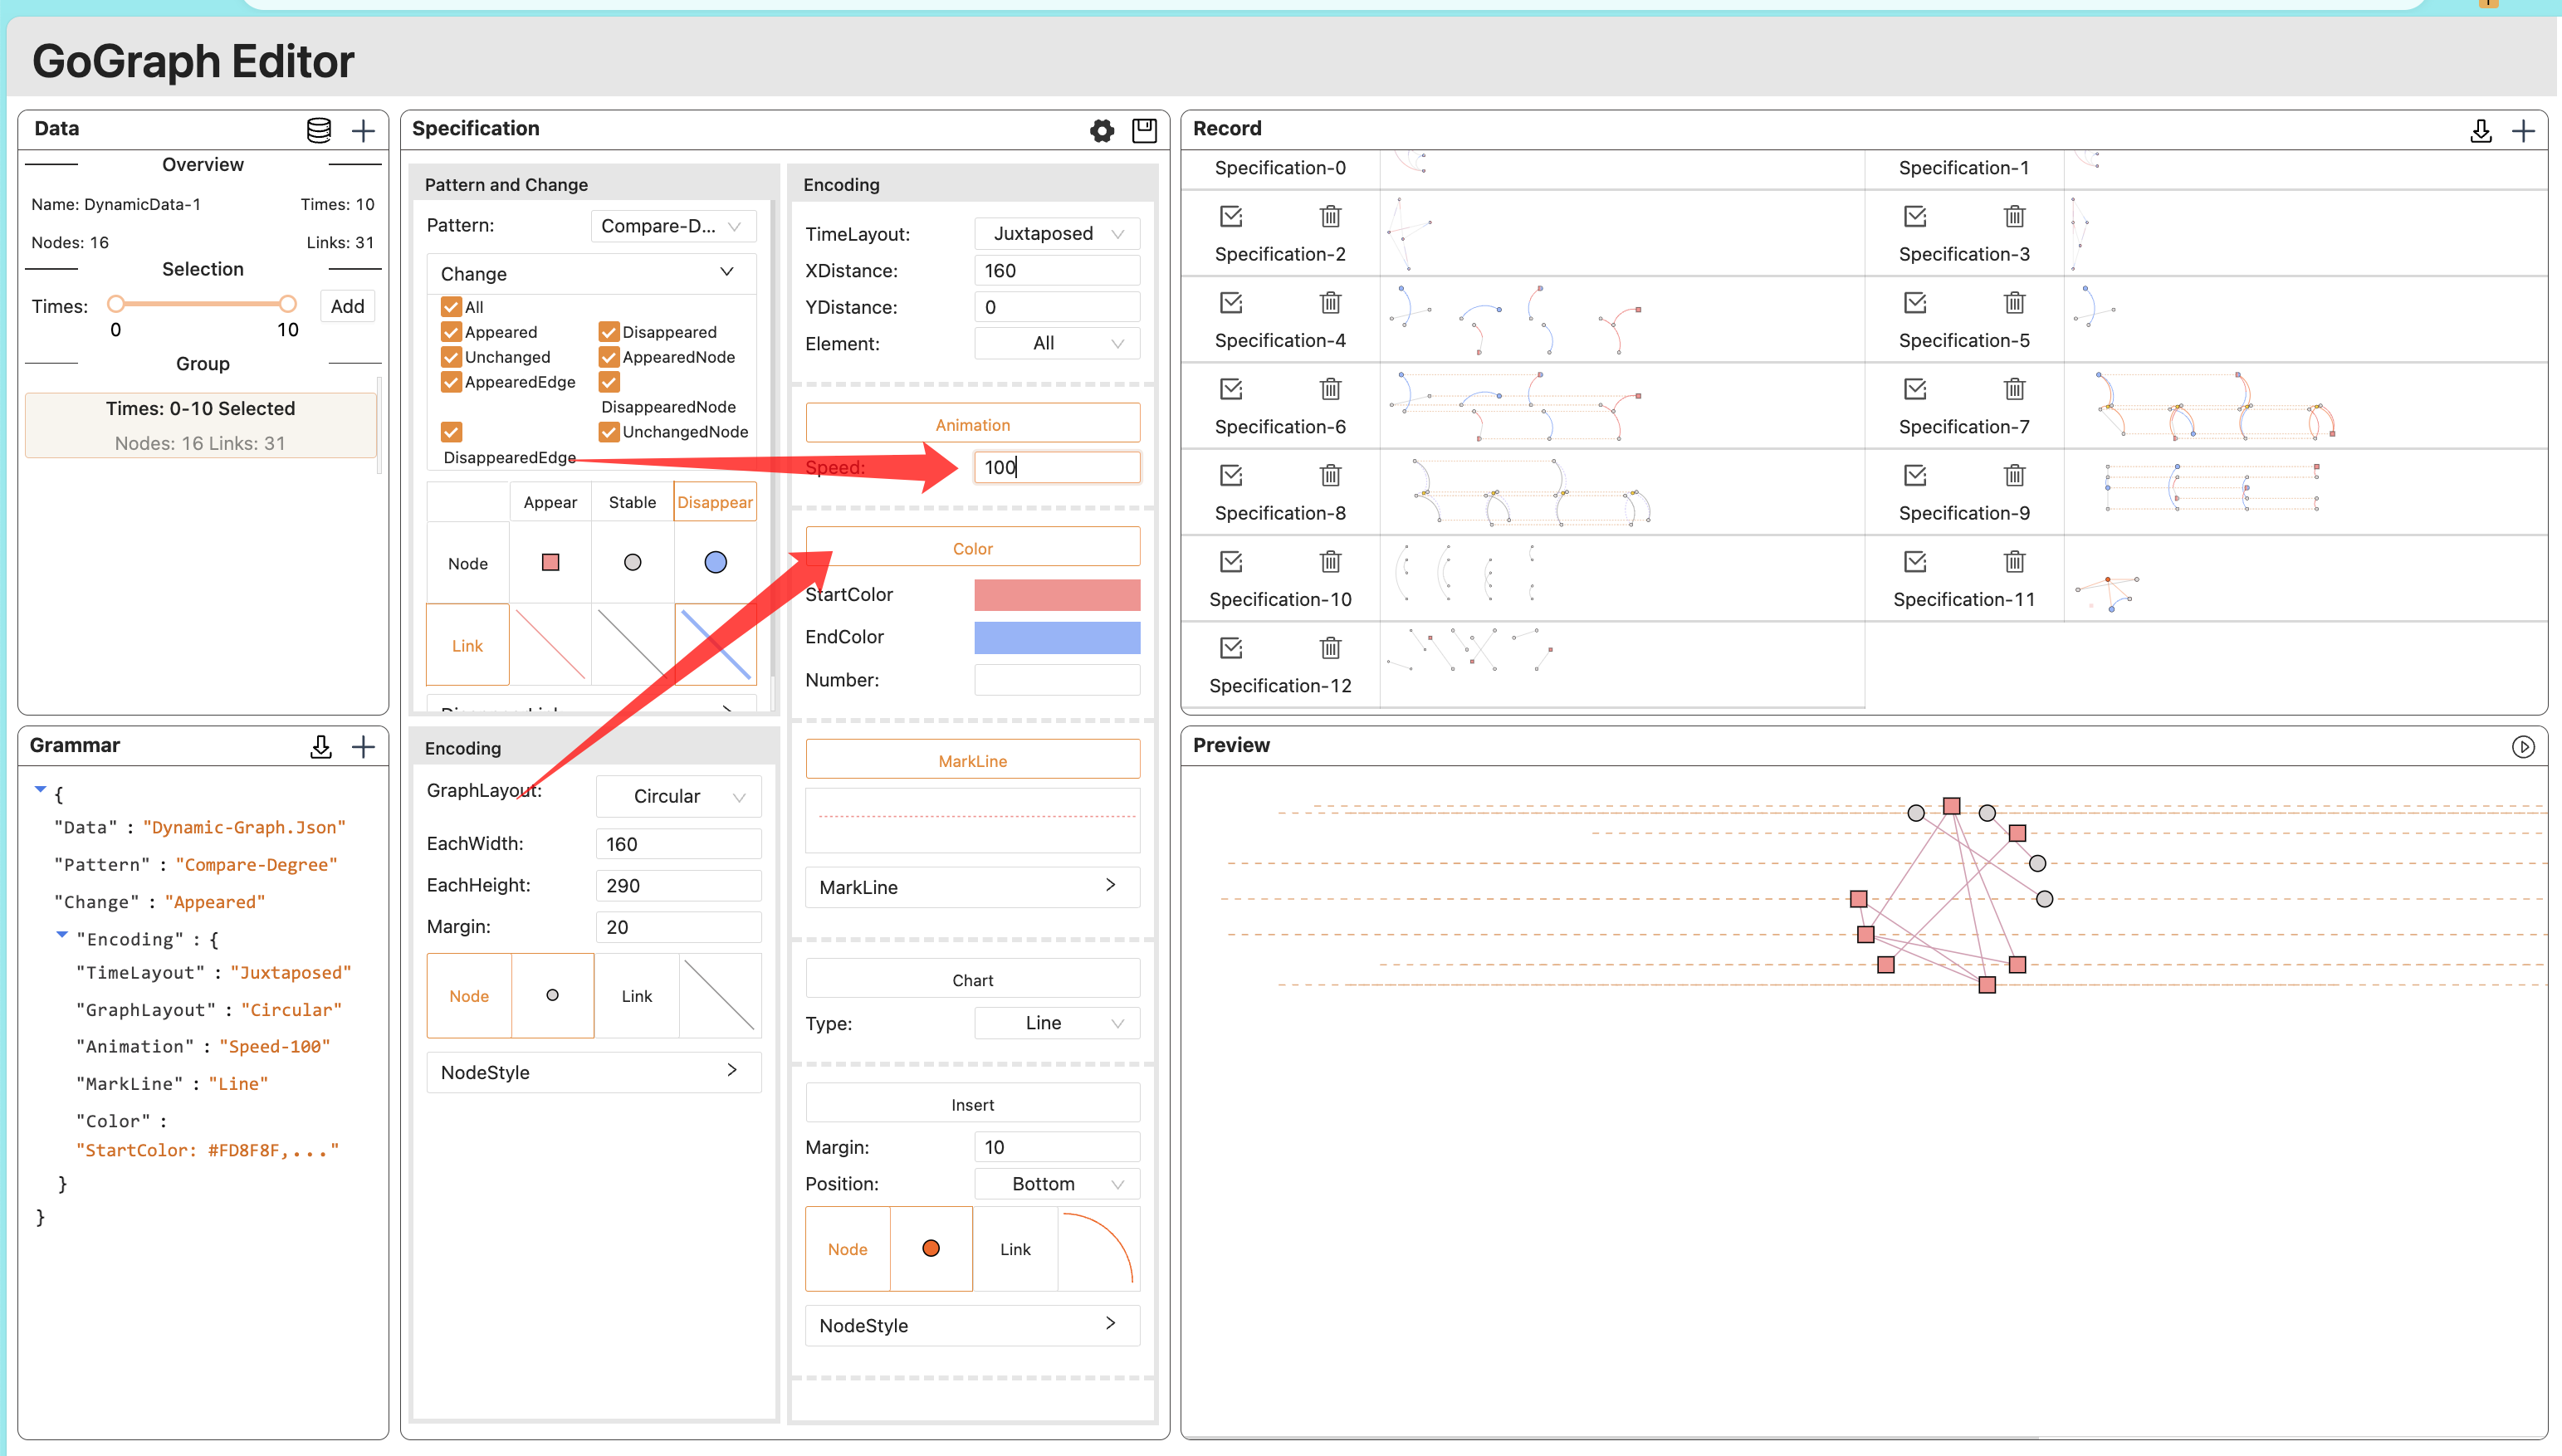 GoGraph Editor
Data
Overview
Name: DynamicData-1
Times: 10
Nodes: 16
Links: 31
Selection
Times:
0
10
Add
Group
Times: 0-10 Selected
Nodes: 16 Links: 31
Specification
Pattern and Change
Pattern:
Compare-D...
Change
All
Appeared
Disappeared
Unchanged
AppearedNode
AppearedEdge
DisappearedNode
UnchangedNode
DisappearedEdge
Appear
Stable
Disappear
Node
Link
Encoding
GraphLayout:
Circular
EachWidth:
160
EachHeight:
290
Margin:
20
Node
Link
NodeStyle
Encoding
TimeLayout:
Juxtaposed
XDistance:
160
YDistance:
0
Element:
All
Animation
Speed:
100
Color
StartColor
EndColor
Number:
MarkLine
MarkLine
Chart
Type:
Line
Insert
Margin:
10
Position:
Bottom
Node
Link
NodeStyle
Record
Specification-0
Specification-1
Specification-2
Specification-3
Specification-4
Specification-5
Specification-6
Specification-7
Specification-8
Specification-9
Specification-10
Specification-11
Specification-12
Grammar
{
"Data" : "Dynamic-Graph.Json"
"Pattern" : "Compare-Degree"
"Change" : "Appeared"
"Encoding" : {
"TimeLayout" : "Juxtaposed"
"GraphLayout" : "Circular"
"Animation" : "Speed-100"
"MarkLine" : "Line"
"Color" :
"StartColor: #FD8F8F,..."
}
}
Preview